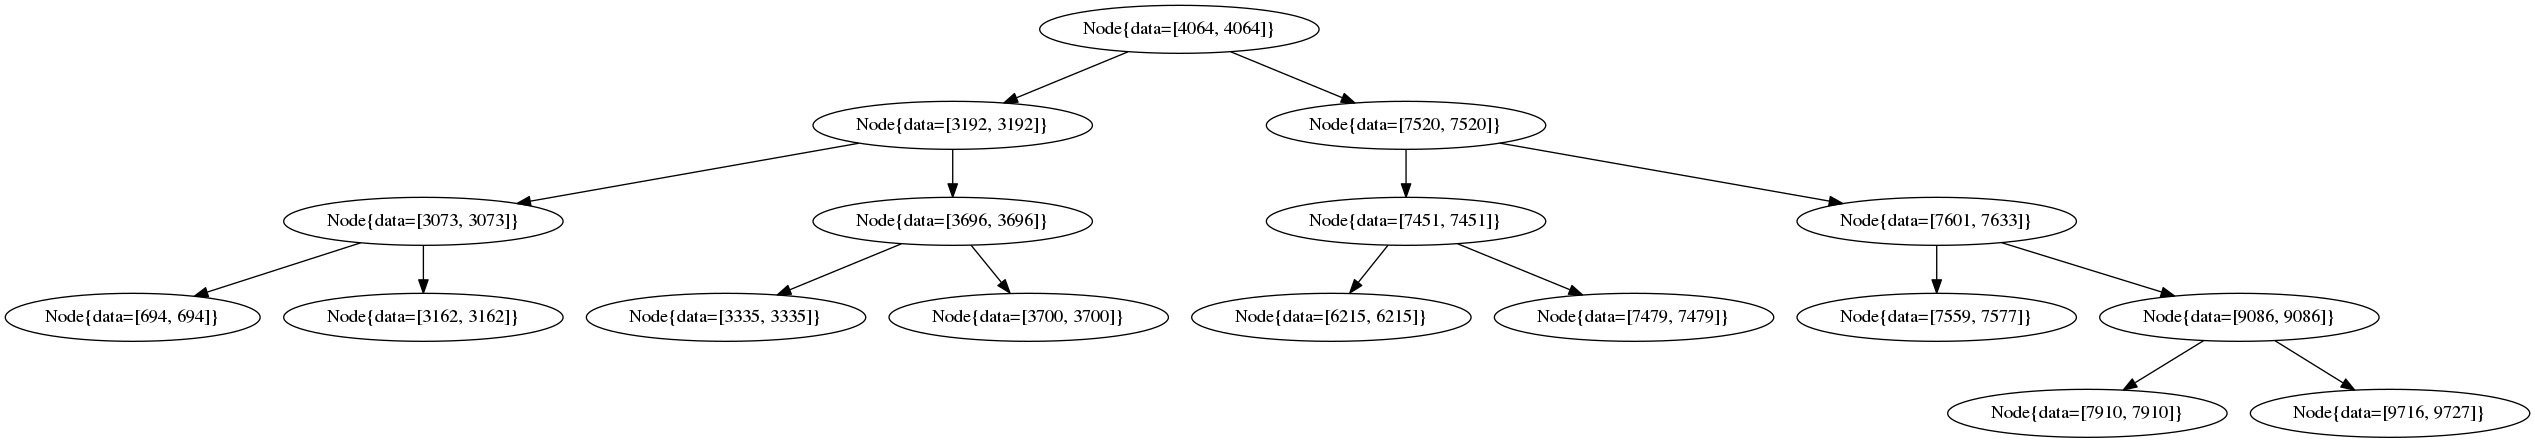 Node{data=[4064, 4064]}
Node{data=[3192, 3192]}
Node{data=[7520, 7520]}
Node{data=[3073, 3073]}
Node{data=[3696, 3696]}
Node{data=[7451, 7451]}
Node{data=[7601, 7633]}
Node{data=[694, 694]}
Node{data=[3162, 3162]}
Node{data=[3335, 3335]}
Node{data=[3700, 3700]}
Node{data=[6215, 6215]}
Node{data=[7479, 7479]}
Node{data=[7559, 7577]}
Node{data=[9086, 9086]}
Node{data=[7910, 7910]}
Node{data=[9716, 9727]}